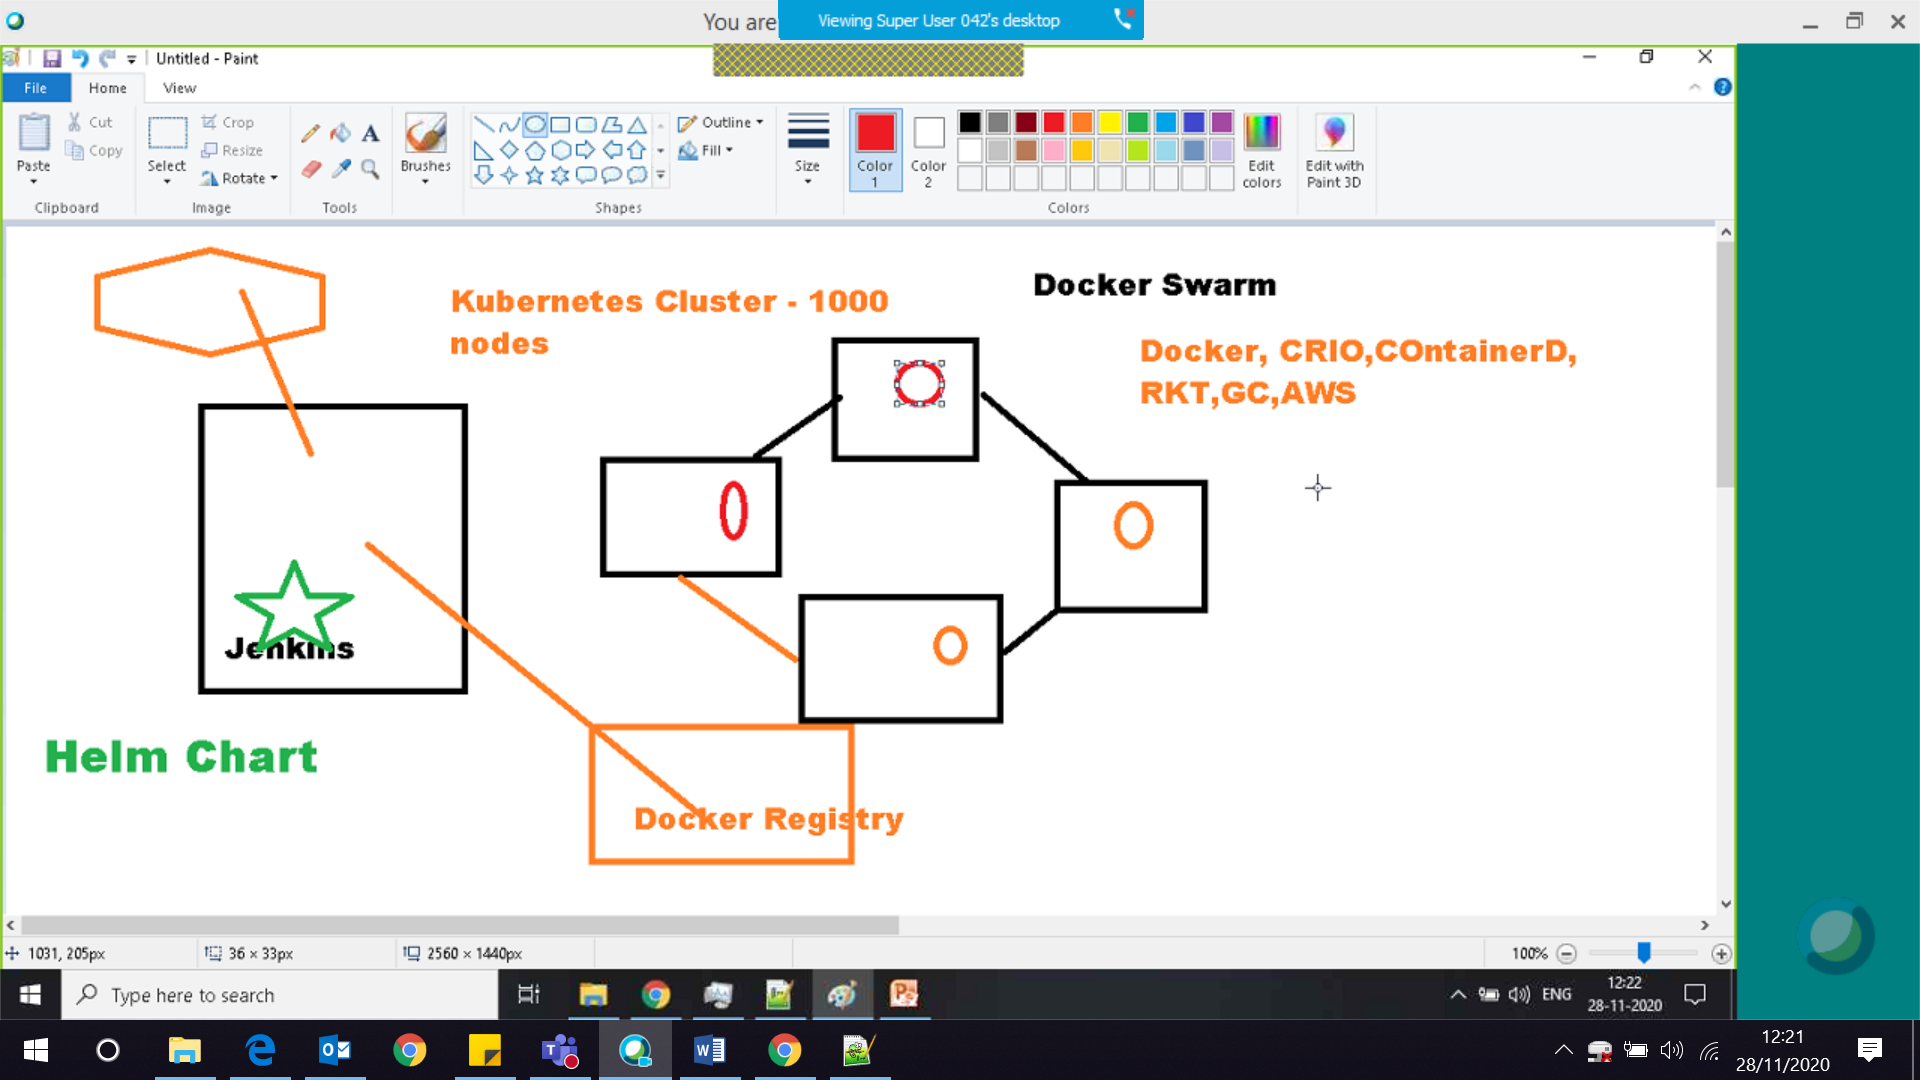 You are
Viewing Super User 042's desktop
Untitled - Paint
File
Home
View
Paste
Cut
Copy
Clipboard
Select
Crop
Resize
Rotate
Image
A
Tools
Brushes
Shapes
Outline
Fill
Size
Color
1
Color
2
Edit
colors
Edit with
Paint 3D
Colors
Kubernetes Cluster - 1000
nodes
Docker Swarm
Docker, CRIO,COntainerD,
RKT,GC,AWS
Jenkins
Helm Chart
Docker Registry
1031, 205px
36 × 33px
2560 × 1440px
100%
Type here to search
ENG
12:22
28-11-2020
12:21
28/11/2020